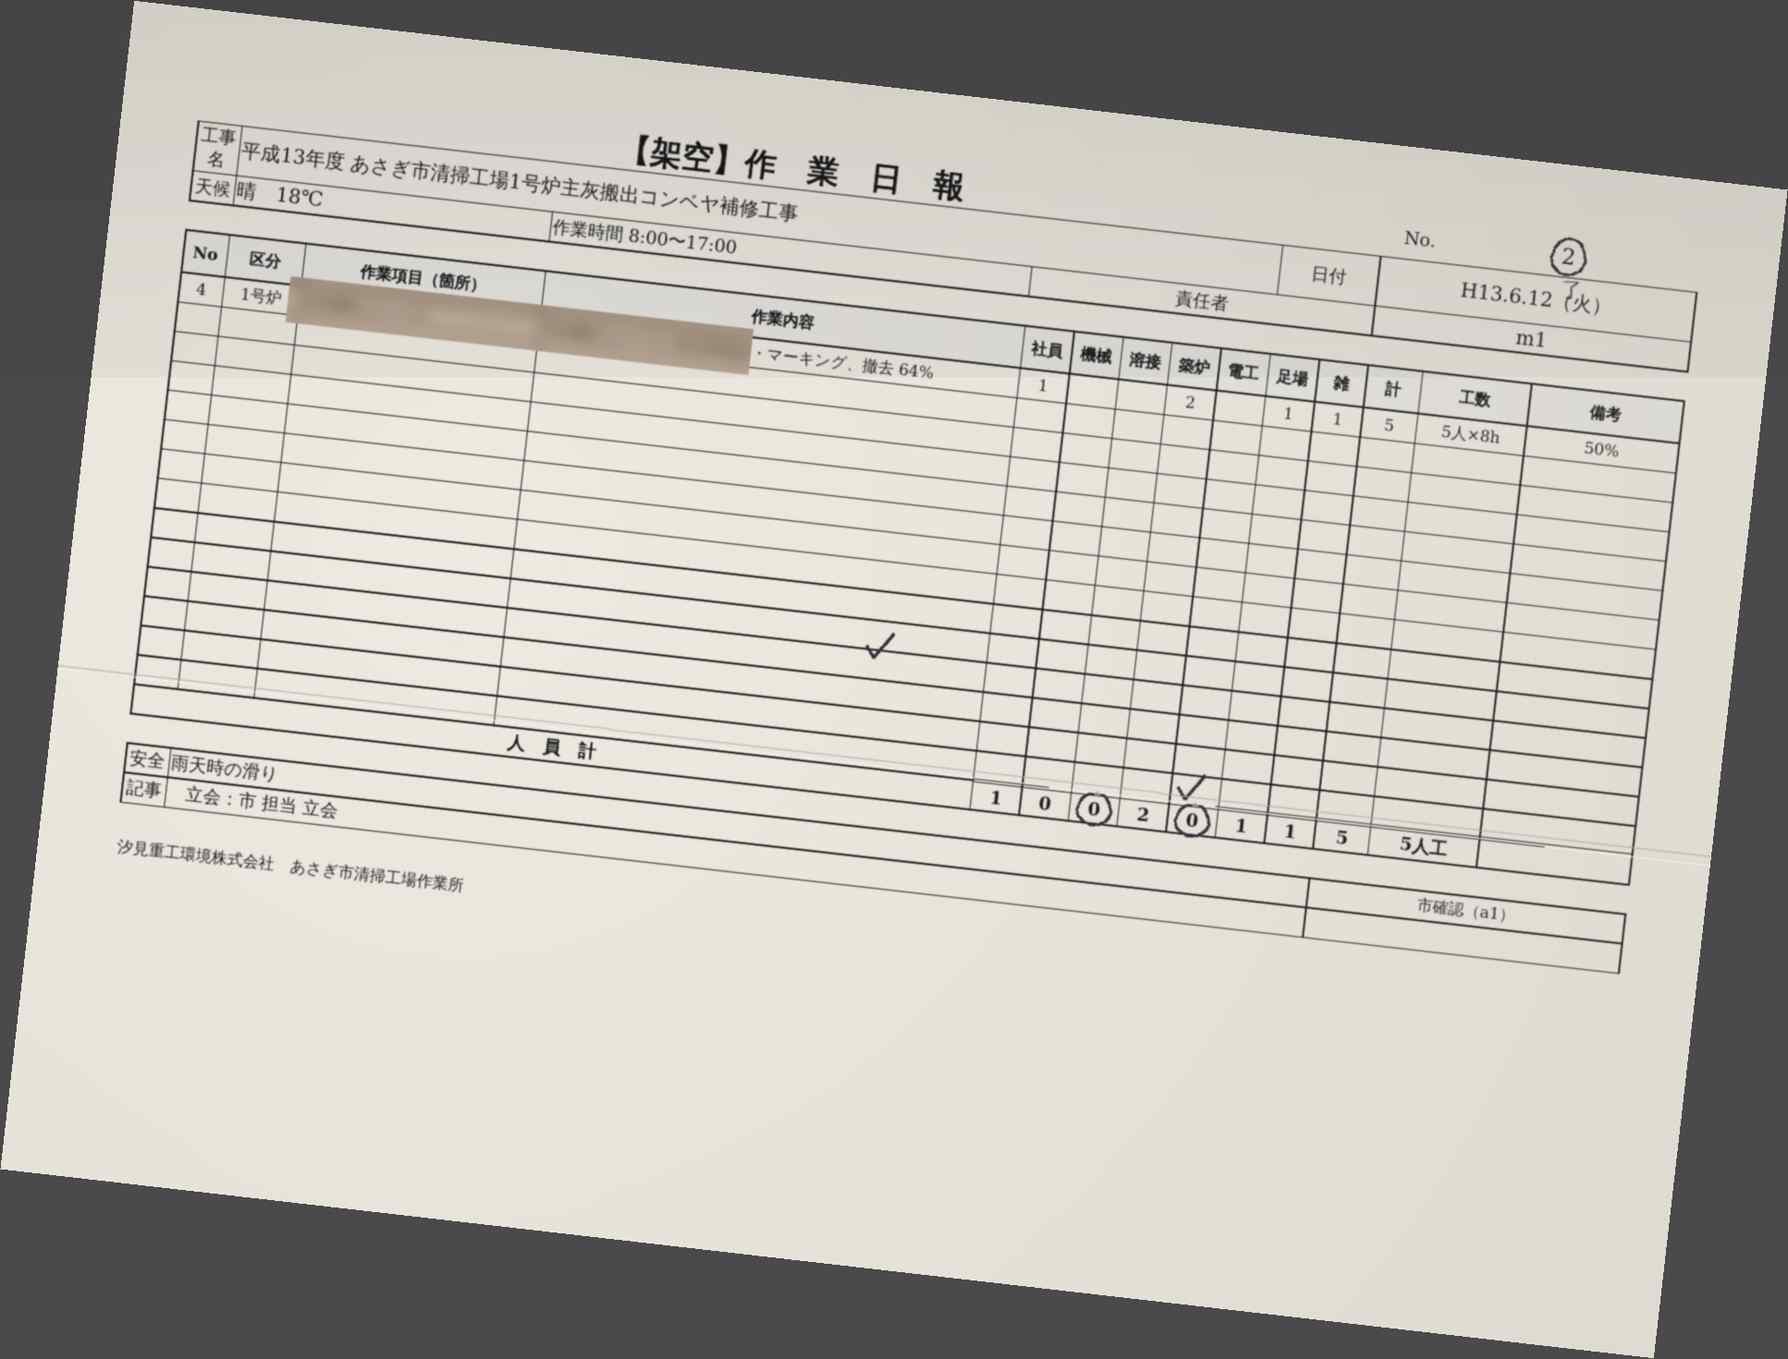 【架空】作 業 日 報
No. ②
工事名 平成13年度 あさぎ市清掃工場1号炉主灰搬出コンベヤ補修工事 日付 H13.6.12（火）
天候 晴 18℃ 作業時間 8:00〜17:00 責任者 m1
No 区分 作業項目（箇所） 作業内容 社員 機械 溶接 築炉 電工 足場 雑 計 工数 備考
4 1号炉 ・マーキング、撤去 64% 1 2 1 1 5 5人×8h 50%
人 員 計 1 0 0 2 0 1 1 5 5人工
安全 雨天時の滑り 市確認（a1）
記事 立会：市 担当 立会
汐見重工環境株式会社 あさぎ市清掃工場作業所